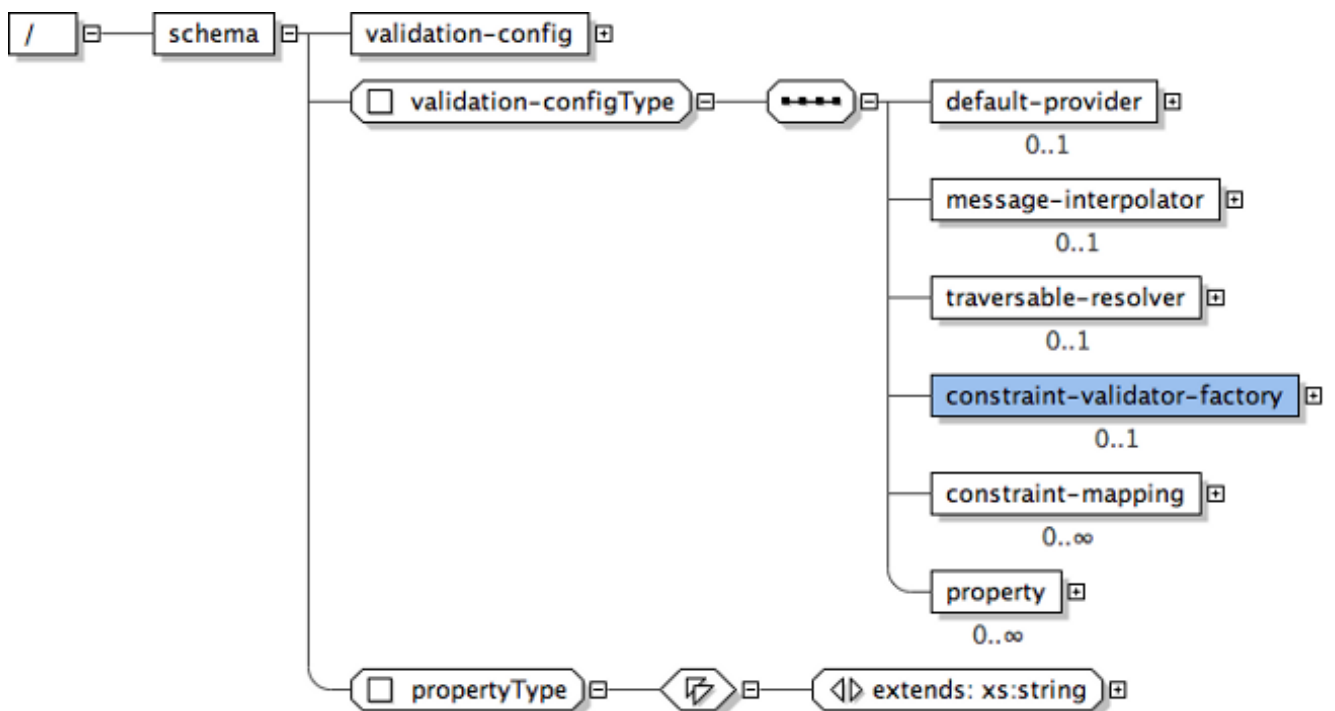 /
schema
validation-config
validation-configType
default-provider
0..1
message-interpolator
0..1
traversable-resolver
0..1
constraint-validator-factory
0..1
constraint-mapping
0..∞
property
0..∞
propertyType
extends: xs:string